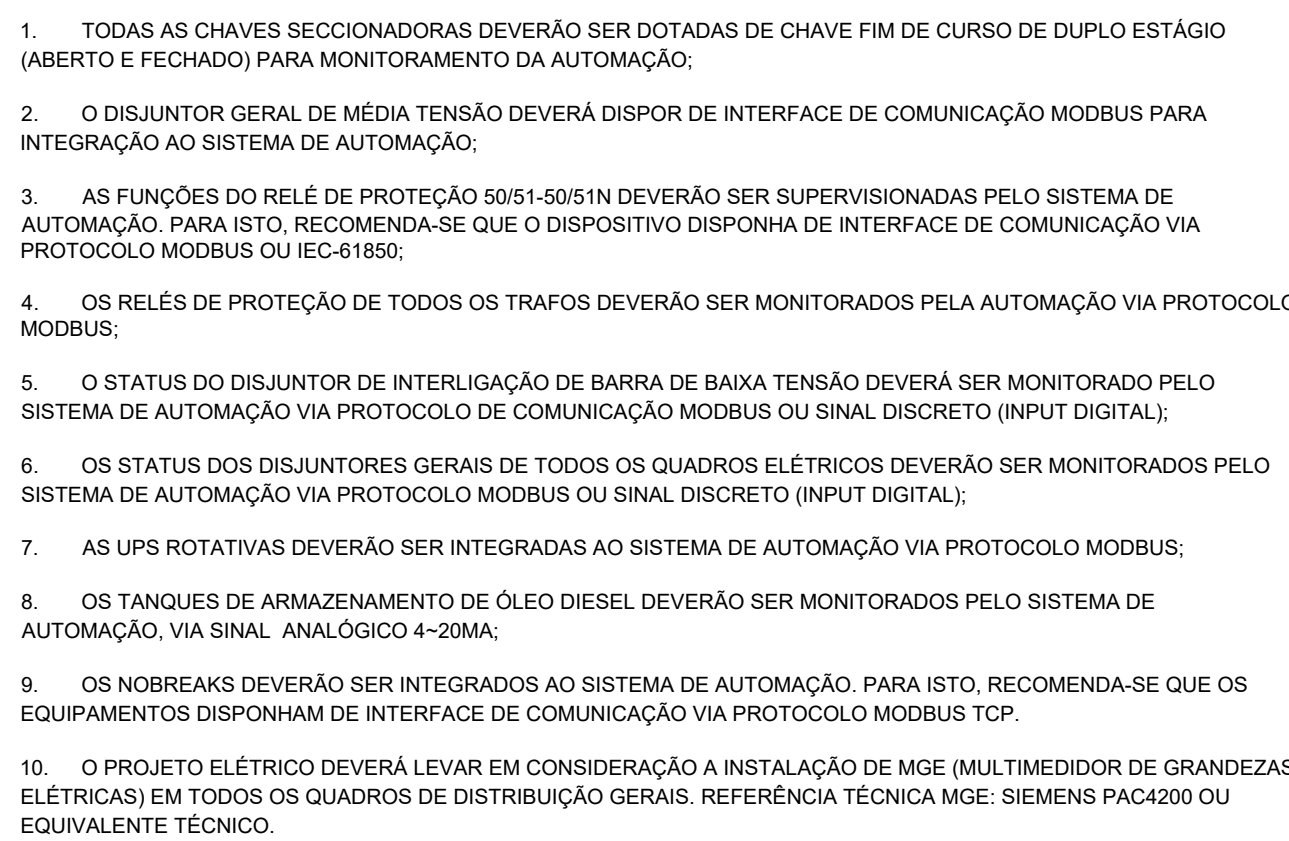 1. TODAS AS CHAVES SECCIONADORAS DEVERÃO SER DOTADAS DE CHAVE FIM DE CURSO DE DUPLO ESTÁGIO
(ABERTO E FECHADO) PARA MONITORAMENTO DA AUTOMAÇÃO;
2. O DISJUNTOR GERAL DE MÉDIA TENSÃO DEVERÁ DISPOR DE INTERFACE DE COMUNICAÇÃO MODBUS PARA
INTEGRAÇÃO AO SISTEMA DE AUTOMAÇÃO;
3. AS FUNÇÕES DO RELÉ DE PROTEÇÃO 50/51-50/51N DEVERÃO SER SUPERVISIONADAS PELO SISTEMA DE
AUTOMAÇÃO. PARA ISTO, RECOMENDA-SE QUE O DISPOSITIVO DISPONHA DE INTERFACE DE COMUNICAÇÃO VIA
PROTOCOLO MODBUS OU IEC-61850;
4. OS RELÉS DE PROTEÇÃO DE TODOS OS TRAFOS DEVERÃO SER MONITORADOS PELA AUTOMAÇÃO VIA PROTOCOLO
MODBUS;
5. O STATUS DO DISJUNTOR DE INTERLIGAÇÃO DE BARRA DE BAIXA TENSÃO DEVERÁ SER MONITORADO PELO
SISTEMA DE AUTOMAÇÃO VIA PROTOCOLO DE COMUNICAÇÃO MODBUS OU SINAL DISCRETO (INPUT DIGITAL);
6. OS STATUS DOS DISJUNTORES GERAIS DE TODOS OS QUADROS ELÉTRICOS DEVERÃO SER MONITORADOS PELO
SISTEMA DE AUTOMAÇÃO VIA PROTOCOLO MODBUS OU SINAL DISCRETO (INPUT DIGITAL);
7. AS UPS ROTATIVAS DEVERÃO SER INTEGRADAS AO SISTEMA DE AUTOMAÇÃO VIA PROTOCOLO MODBUS;
8. OS TANQUES DE ARMAZENAMENTO DE ÓLEO DIESEL DEVERÃO SER MONITORADOS PELO SISTEMA DE
AUTOMAÇÃO, VIA SINAL ANALÓGICO 4~20MA;
9. OS NOBREAKS DEVERÃO SER INTEGRADOS AO SISTEMA DE AUTOMAÇÃO. PARA ISTO, RECOMENDA-SE QUE OS
EQUIPAMENTOS DISPONHAM DE INTERFACE DE COMUNICAÇÃO VIA PROTOCOLO MODBUS TCP.
10. O PROJETO ELÉTRICO DEVERÁ LEVAR EM CONSIDERAÇÃO A INSTALAÇÃO DE MGE (MULTIMEDIDOR DE GRANDEZAS
ELÉTRICAS) EM TODOS OS QUADROS DE DISTRIBUIÇÃO GERAIS. REFERÊNCIA TÉCNICA MGE: SIEMENS PAC4200 OU
EQUIVALENTE TÉCNICO.